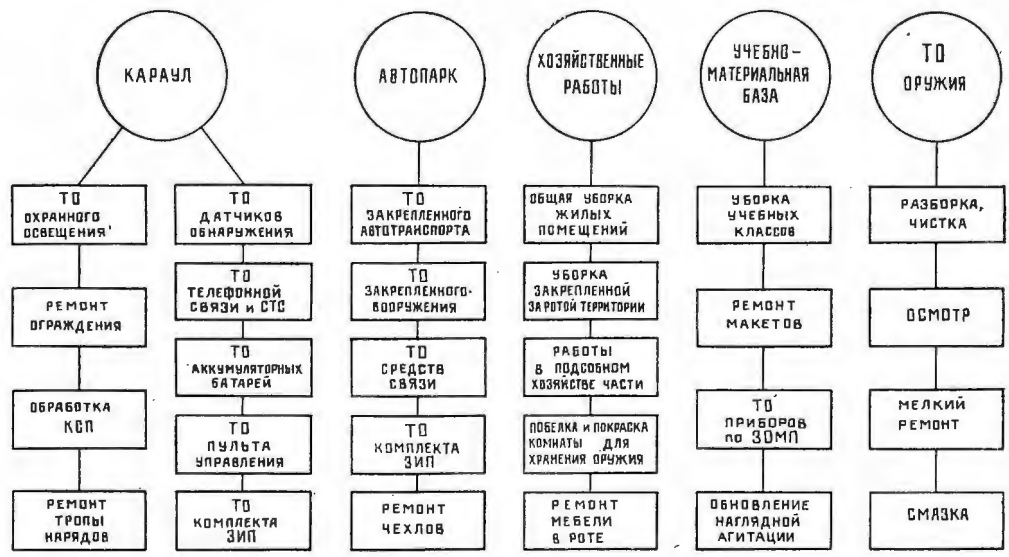 КАРАУЛ
АВТОПАРК
ХОЗЯЙСТВЕННЫЕ
РАБОТЫ
УЧЕБНО-
МАТЕРИАЛЬНАЯ
БАЗА
ТО
ОРУЖИЯ
ТО
ОХРАННОГО
ОСВЕЩЕНИЯ
РЕМОНТ
ОГРАЖДЕНИЯ
ОБРАБОТКА
КСП
РЕМОНТ
ТРОПЫ
НАРЯДОВ
ТО
ДАТЧИКОВ
ОБНАРУЖЕНИЯ
ТО
ТЕЛЕФОННОЙ
СВЯЗИ и СТС
ТО
АККУМУЛЯТОРНЫХ
БАТАРЕЙ
ТО
ПУЛЬТА
УПРАВЛЕНИЯ
ТО
КОМПЛЕКТА
ЗИП
ТО
ЗАКРЕПЛЕННОГО
АВТОТРАНСПОРТА
ТО
ЗАКРЕПЛЕННОГО
ВООРУЖЕНИЯ
ТО
СРЕДСТВ
СВЯЗИ
ТО
КОМПЛЕКТА
ЗИП
РЕМОНТ
ЧЕХЛОВ
ОБЩАЯ УБОРКА
ЖИЛЫХ
ПОМЕЩЕНИЙ
УБОРКА
ЗАКРЕПЛЕННОЙ
ЗА РОТОЙ ТЕРРИТОРИИ
РАБОТЫ
В ПОДСОБНОМ
ХОЗЯЙСТВЕ ЧАСТИ
ПОБЕЛКА и ПОКРАСКА
КОМНАТЫ ДЛЯ
ХРАНЕНИЯ ОРУЖИЯ
РЕМОНТ
МЕБЕЛИ
В РОТЕ
УБОРКА
УЧЕБНЫХ
КЛАССОВ
РЕМОНТ
МАКЕТОВ
ТО
ПРИБОРОВ
по ЗОМП
ОБНОВЛЕНИЕ
НАГЛЯДНОЙ
АГИТАЦИИ
РАЗБОРКА,
ЧИСТКА
ОСМОТР
МЕЛКИЙ
РЕМОНТ
СМАЗКА